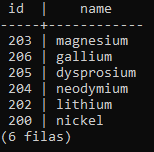 id | name
-----+------------
203 | magnesium
206 | gallium
205 | dysprosium
204 | neodymium
202 | lithium
200 | nickel
(6 filas)